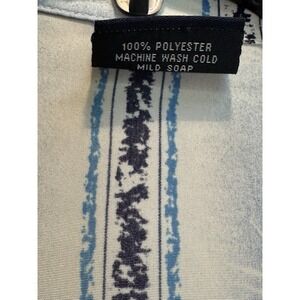 100% POLYESTER
MACHINE WASH COLD
MILD SOAP